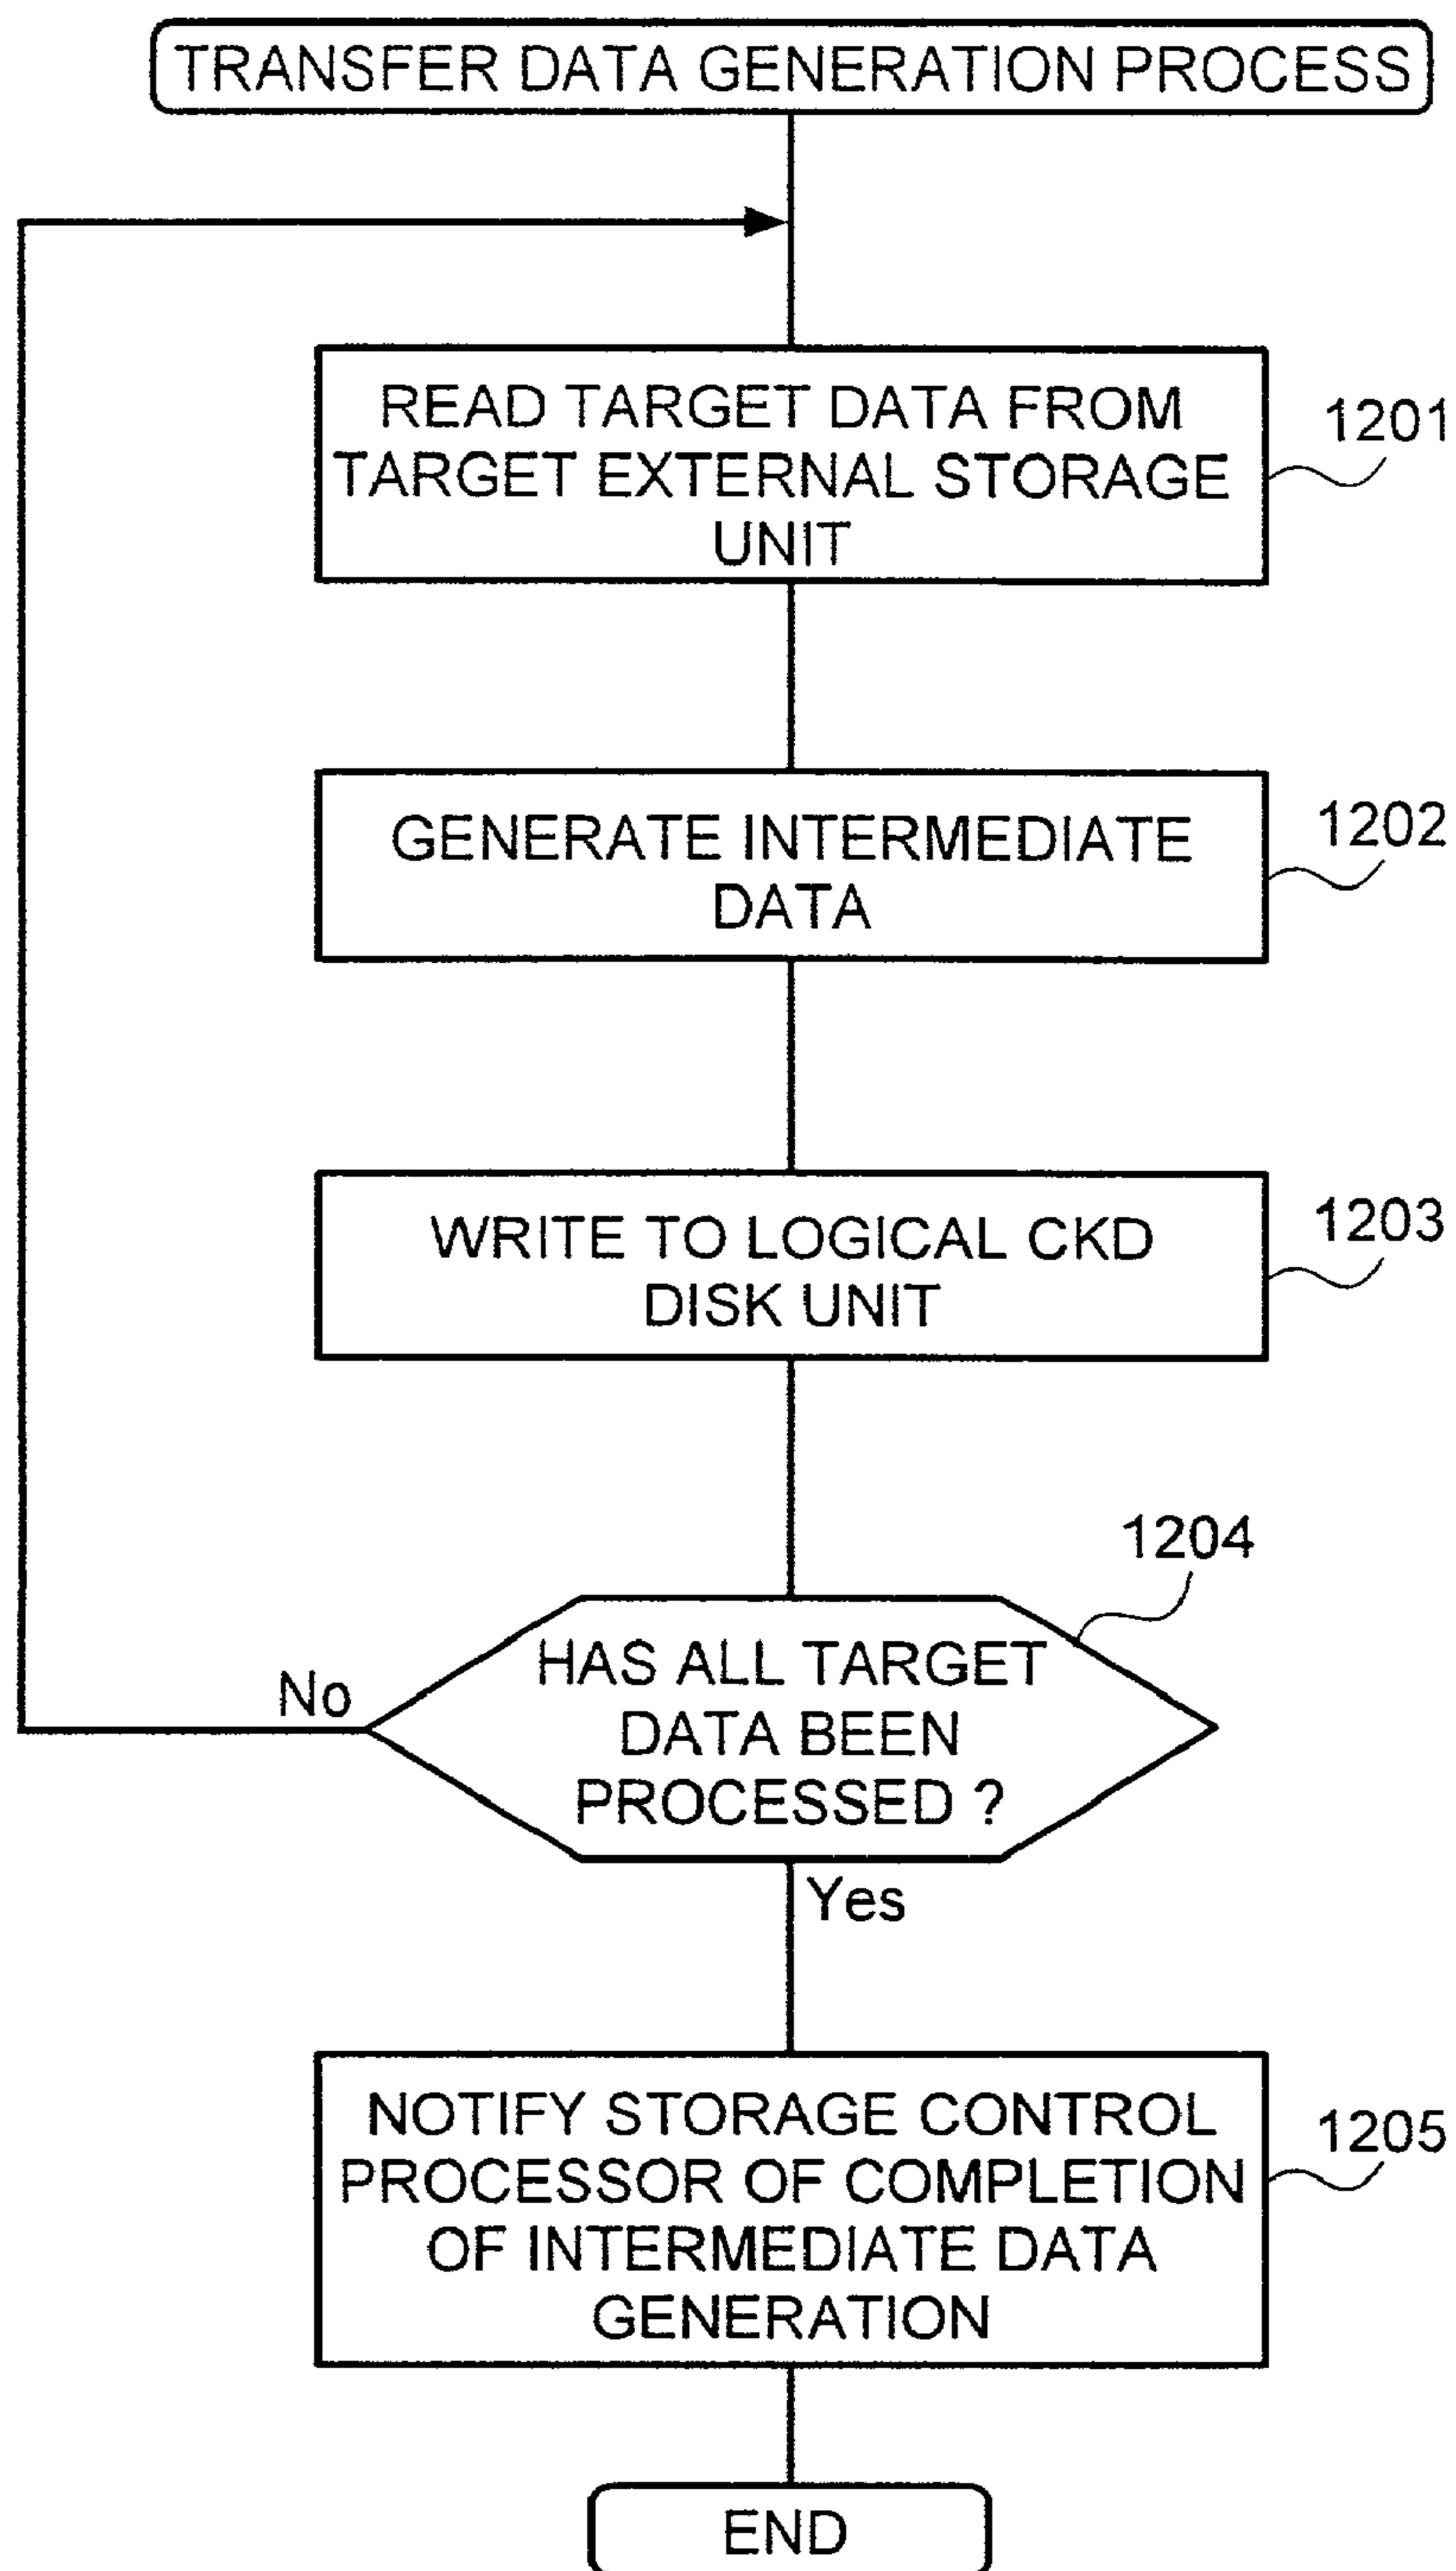 TRANSFER DATA GENERATION PROCESS
READ TARGET DATA FROM
TARGET EXTERNAL STORAGE
UNIT
1201
GENERATE INTERMEDIATE
DATA
1202
WRITE TO LOGICAL CKD
DISK UNIT
1203
1204
HAS ALL TARGET
DATA BEEN
PROCESSED ?
No
Yes
NOTIFY STORAGE CONTROL
PROCESSOR OF COMPLETION
OF INTERMEDIATE DATA
GENERATION
1205
END